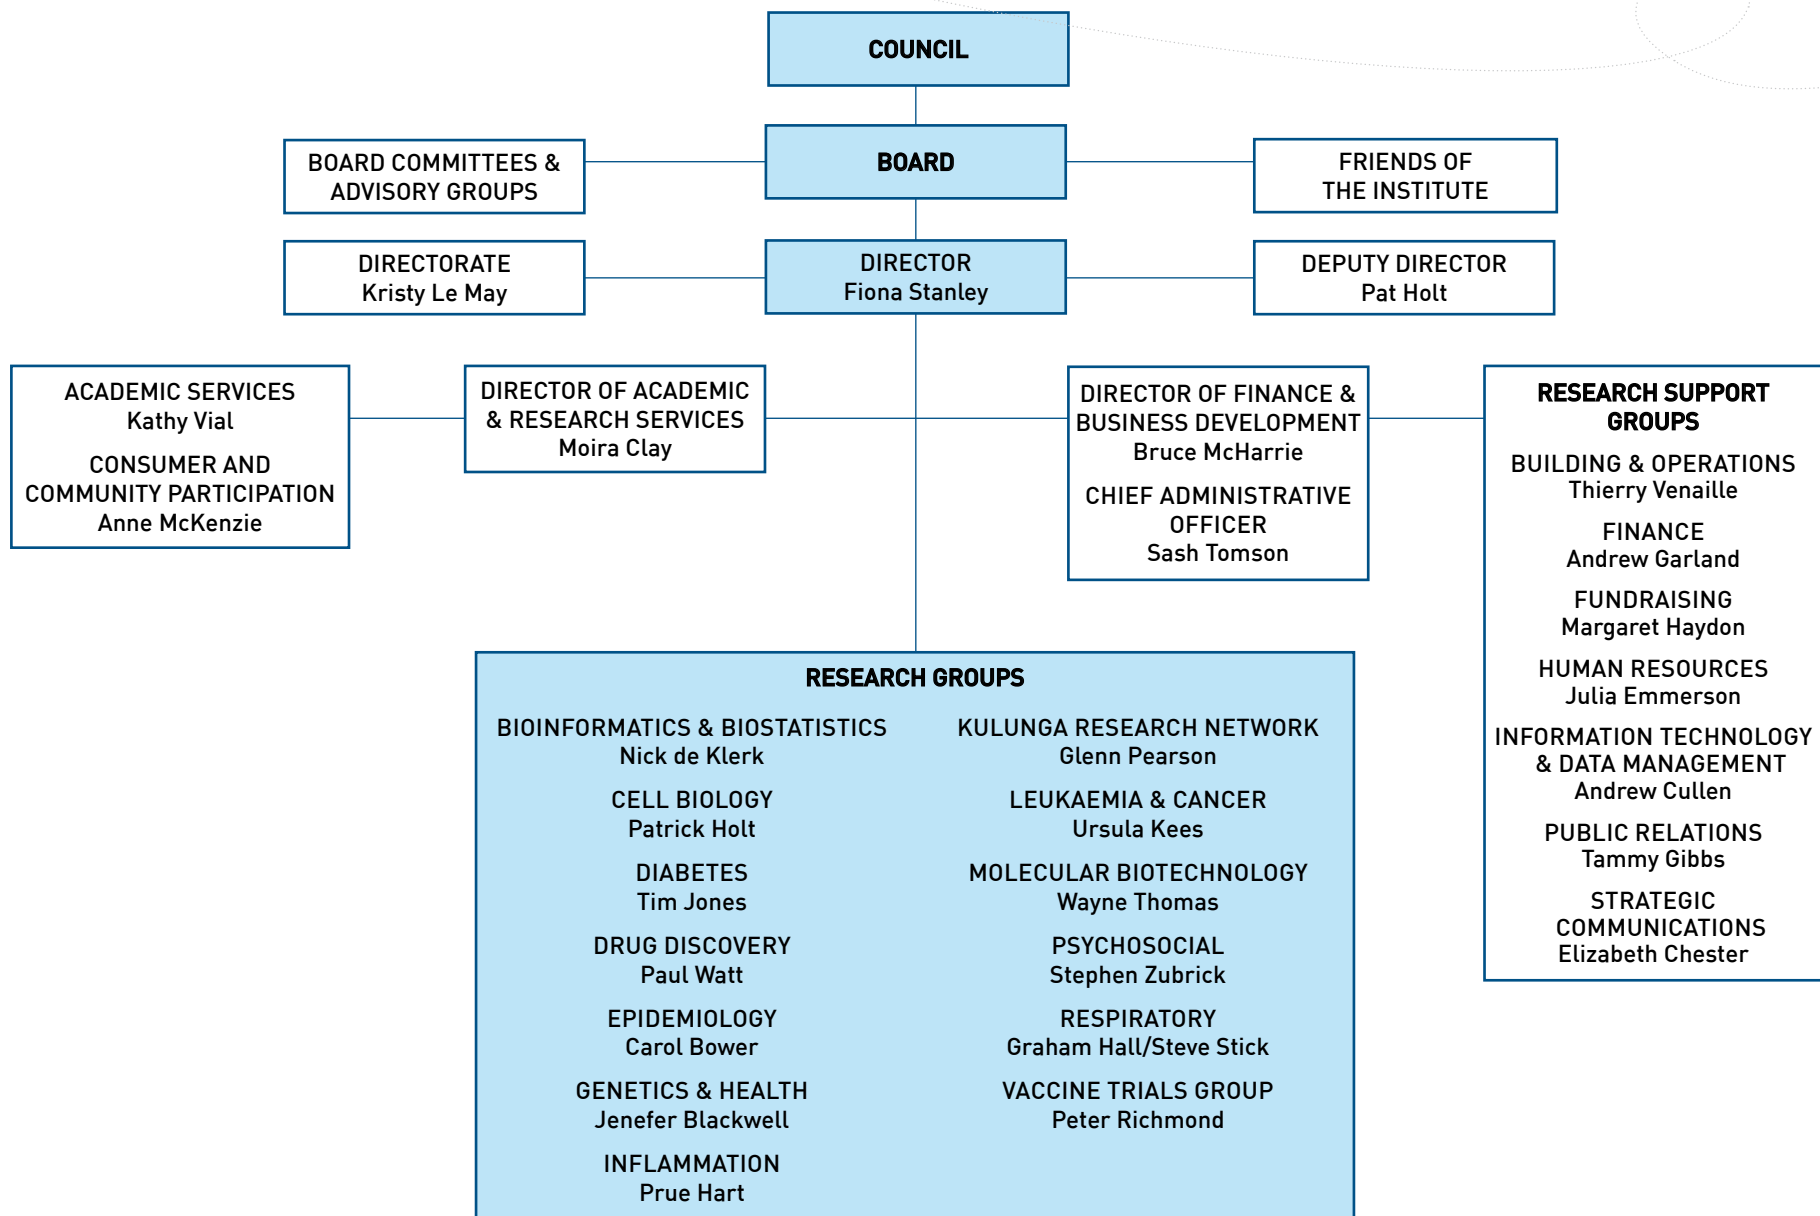 COUNCIL
BOARD COMMITTEES &
ADVISORY GROUPS
BOARD
FRIENDS OF
THE INSTITUTE
DIRECTORATE
Kristy Le May
DIRECTOR
Fiona Stanley
DEPUTY DIRECTOR
Pat Holt
ACADEMIC SERVICES
Kathy Vial
CONSUMER AND
COMMUNITY PARTICIPATION
Anne McKenzie
DIRECTOR OF ACADEMIC
& RESEARCH SERVICES
Moira Clay
DIRECTOR OF FINANCE &
BUSINESS DEVELOPMENT
Bruce McHarrie
CHIEF ADMINISTRATIVE
OFFICER
Sash Tomson
RESEARCH SUPPORT
GROUPS
BUILDING & OPERATIONS
Thierry Venaille
FINANCE
Andrew Garland
FUNDRAISING
Margaret Haydon
HUMAN RESOURCES
Julia Emmerson
INFORMATION TECHNOLOGY
& DATA MANAGEMENT
Andrew Cullen
PUBLIC RELATIONS
Tammy Gibbs
STRATEGIC
COMMUNICATIONS
Elizabeth Chester
RESEARCH GROUPS
BIOINFORMATICS & BIOSTATISTICS
Nick de Klerk
CELL BIOLOGY
Patrick Holt
DIABETES
Tim Jones
DRUG DISCOVERY
Paul Watt
EPIDEMIOLOGY
Carol Bower
GENETICS & HEALTH
Jenefer Blackwell
INFLAMMATION
Prue Hart
KULUNGA RESEARCH NETWORK
Glenn Pearson
LEUKAEMIA & CANCER
Ursula Kees
MOLECULAR BIOTECHNOLOGY
Wayne Thomas
PSYCHOSOCIAL
Stephen Zubrick
RESPIRATORY
Graham Hall/Steve Stick
VACCINE TRIALS GROUP
Peter Richmond